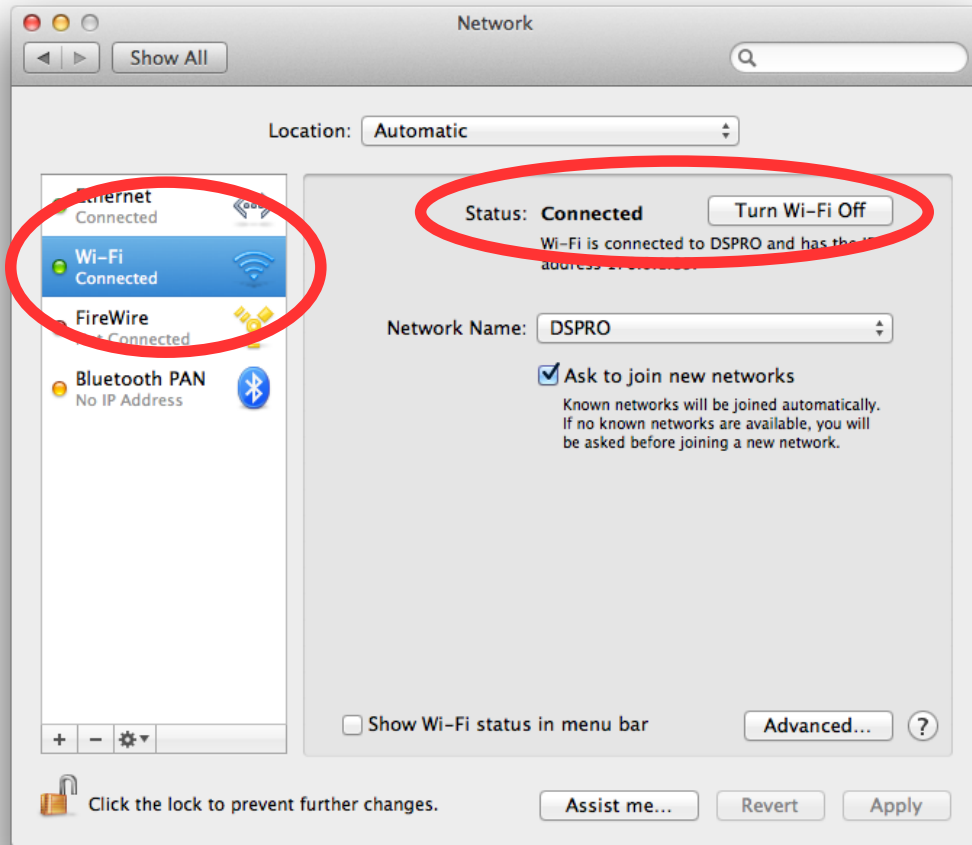 Network
Show All
Location: Automatic
Ethernet
Connected
Wi-Fi
Connected
FireWire
Not Connected
Bluetooth PAN
No IP Address
Status: Connected
Turn Wi-Fi Off
Wi-Fi is connected to DSPRO and has the IP
address
Network Name: DSPRO
Ask to join new networks
Known networks will be joined automatically.
If no known networks are available, you will
be asked before joining a new network.
Show Wi-Fi status in menu bar
Advanced...
?
+ −
Click the lock to prevent further changes.
Assist me...
Revert
Apply